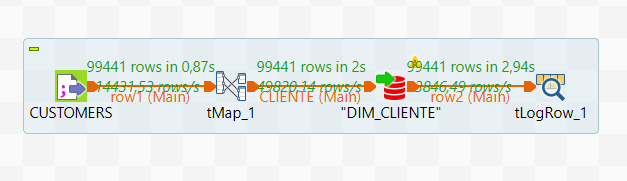 99441 rows in 0,87s
99441 rows in 2s
99441 rows in 2,94s
114431,53 rows/s
49820,14 rows/s
33846,49 rows/s
row1 (Main)
CLIENTE (Main)
row2 (Main)
CUSTOMERS
tMap_1
"DIM_CLIENTE"
tLogRow_1